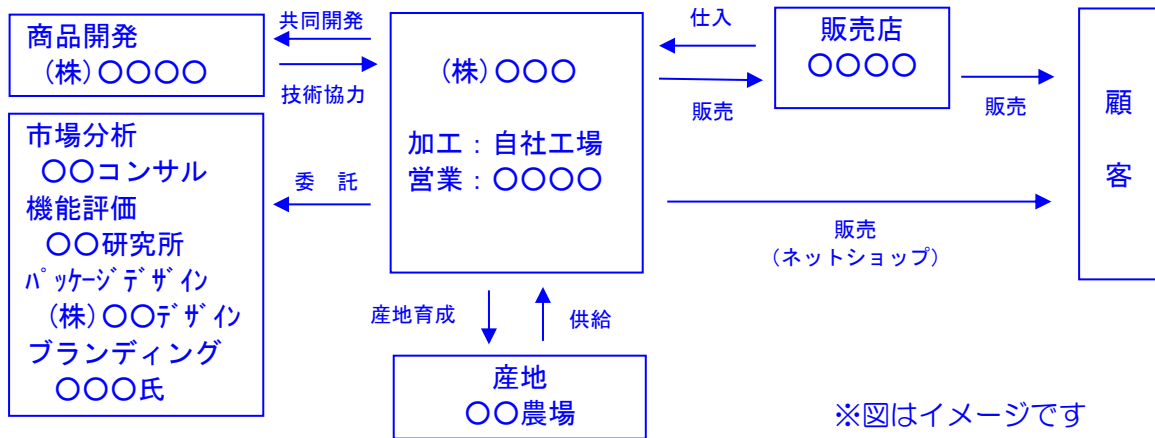 商品開発
(株)〇〇〇〇
共同開発
技術協力
市場分析
〇〇コンサル
機能評価
〇〇研究所
ﾊﾟｯｹｰｼﾞﾃﾞｻﾞｲﾝ
(株)〇〇ﾃﾞｻﾞｲﾝ
ブランディング
〇〇〇氏
委　託
(株)〇〇〇
加工：自社工場
営業：〇〇〇〇
仕入
販売
販売店
〇〇〇〇
販売
顧
客
販売
(ネットショップ)
産地育成
供給
産地
〇〇農場
※図はイメージです